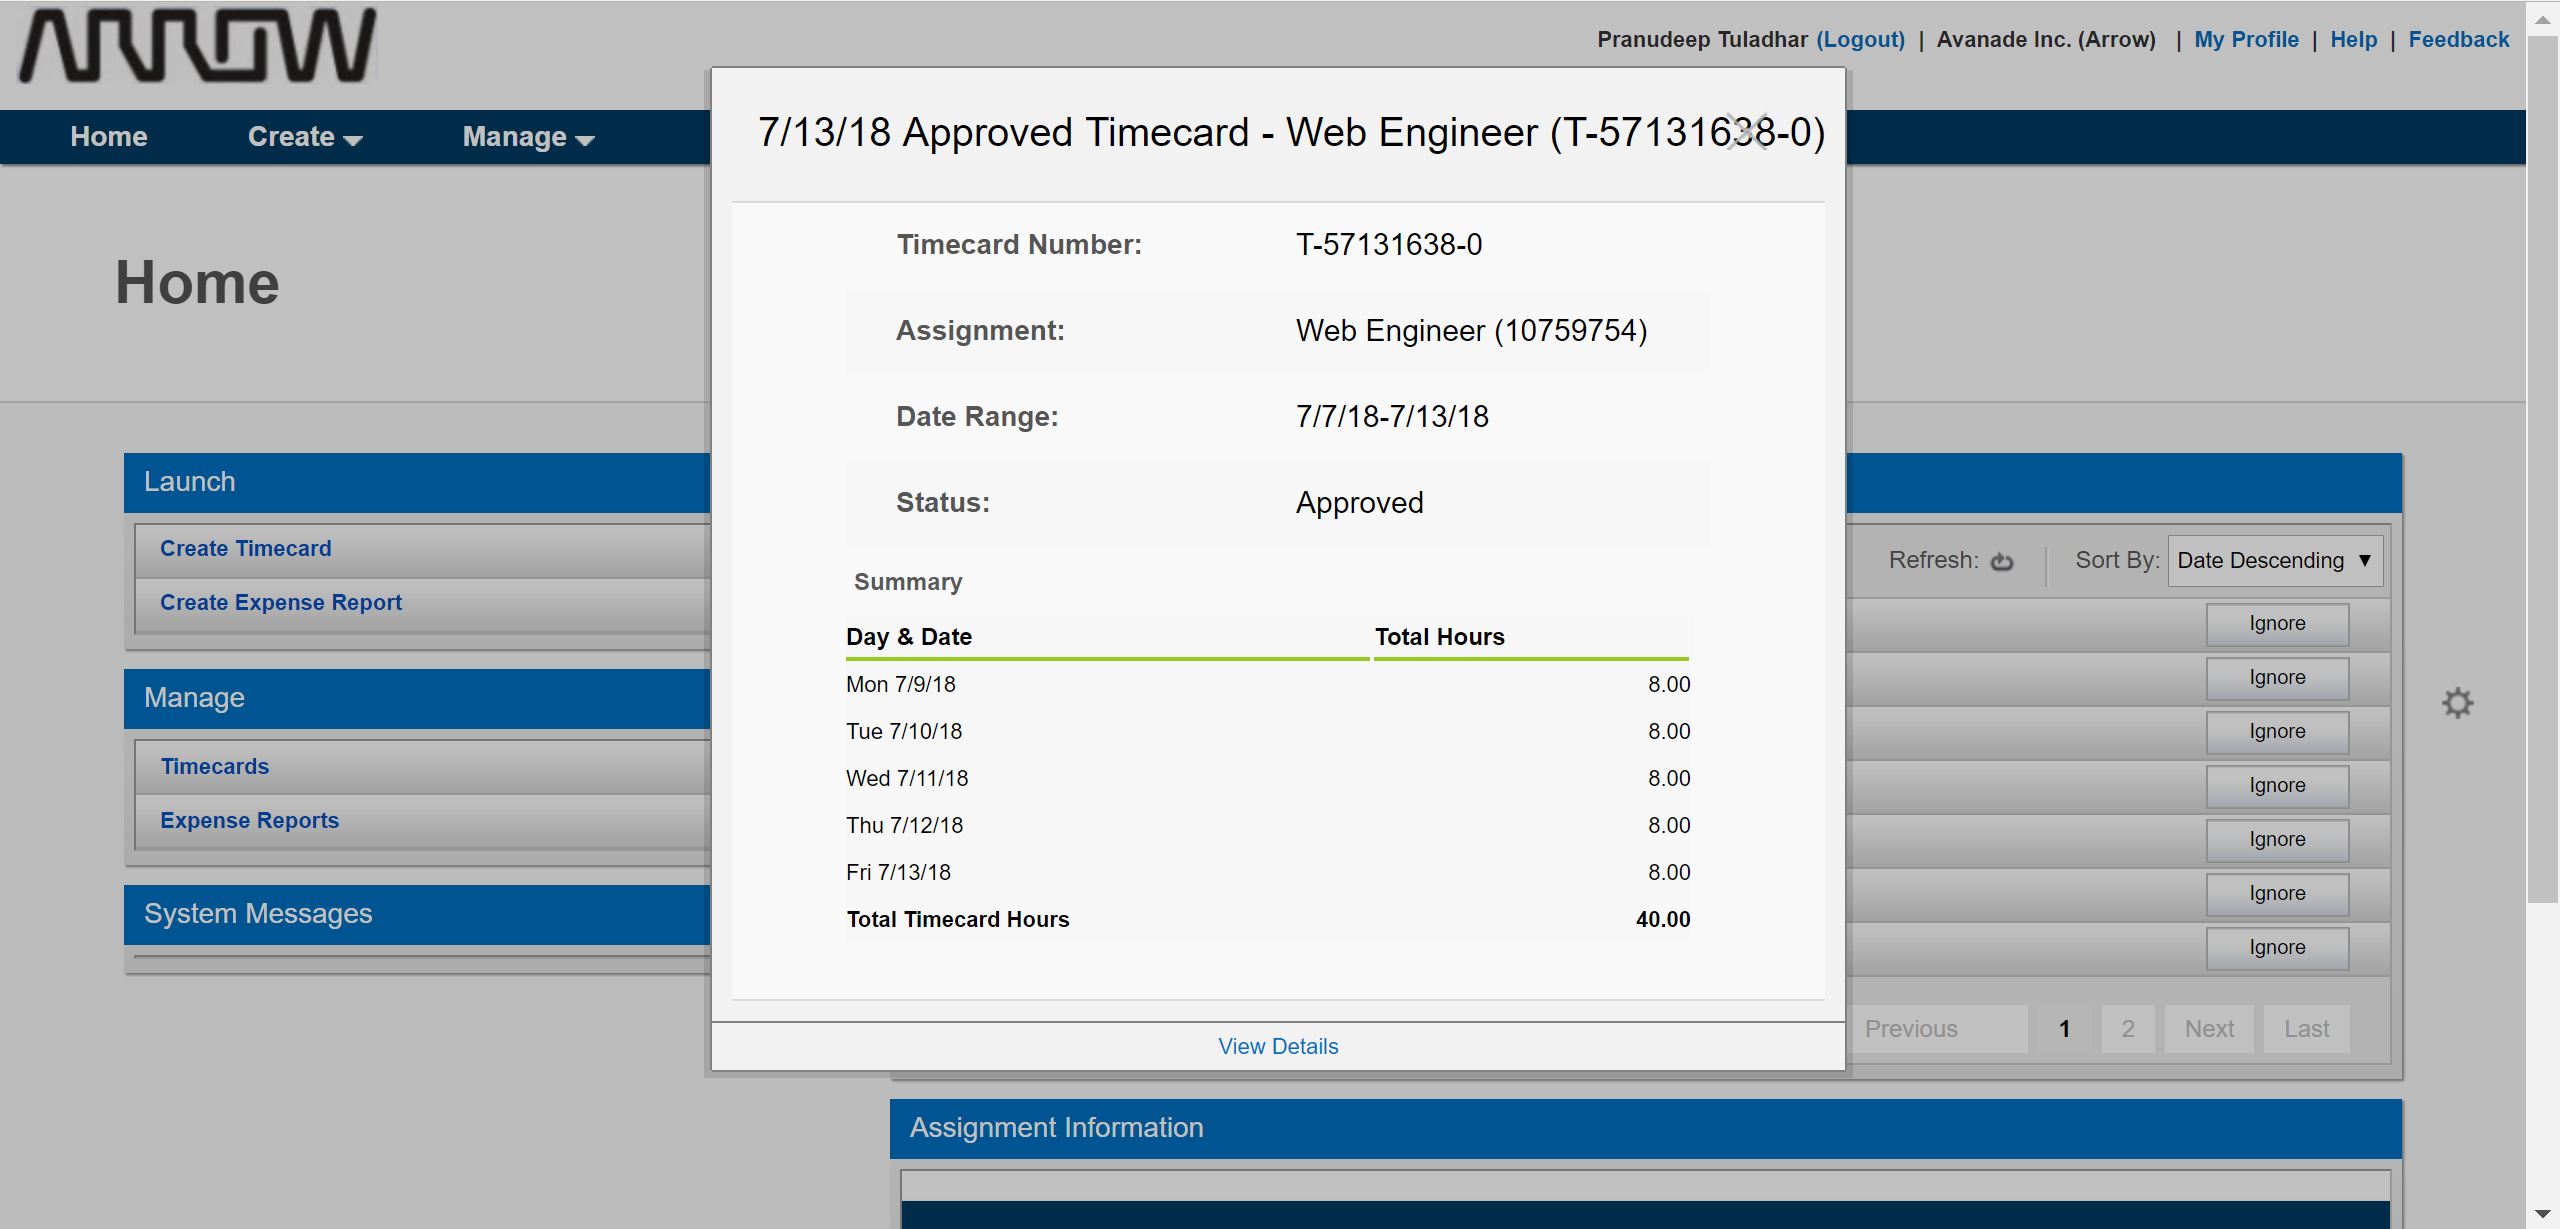 ARROW
Pranudeep Tuladhar (Logout) | Avanade Inc. (Arrow) | My Profile | Help | Feedback
Home Create Manage
Home
7/13/18 Approved Timecard - Web Engineer (T-57131638-0)
Timecard Number: T-57131638-0
Assignment: Web Engineer (10759754)
Date Range: 7/7/18-7/13/18
Status: Approved
Summary
Day & Date Total Hours
Mon 7/9/18 8.00
Tue 7/10/18 8.00
Wed 7/11/18 8.00
Thu 7/12/18 8.00
Fri 7/13/18 8.00
Total Timecard Hours 40.00
View Details
Launch
Create Timecard
Create Expense Report
Manage
Timecards
Expense Reports
System Messages
Refresh: Sort By: Date Descending
Ignore
Ignore
Ignore
Ignore
Ignore
Ignore
Ignore
Previous 1 2 Next Last
Assignment Information